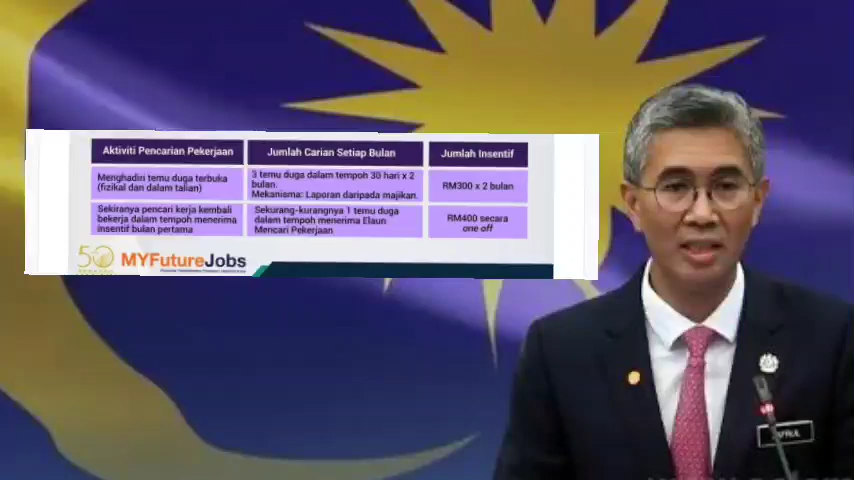 Aktiviti Pencarian Pekerjaan
Jumlah Carian Setiap Bulan
Jumlah Insentif
Menghadiri temu duga terbuka
(fizikal dan dalam talian)
3 temu duga dalam tempoh 30 hari x 2
bulan.
Mekanisma: Laporan daripada majikan.
RM300 x 2 bulan
Sekiranya pencari kerja kembali
bekerja dalam tempoh menerima
insentif bulan pertama
Sekurang-kurangnya 1 temu duga
dalam tempoh menerima Elaun
Mencari Pekerjaan
RM400 secara
one off
50
MYFutureJobs